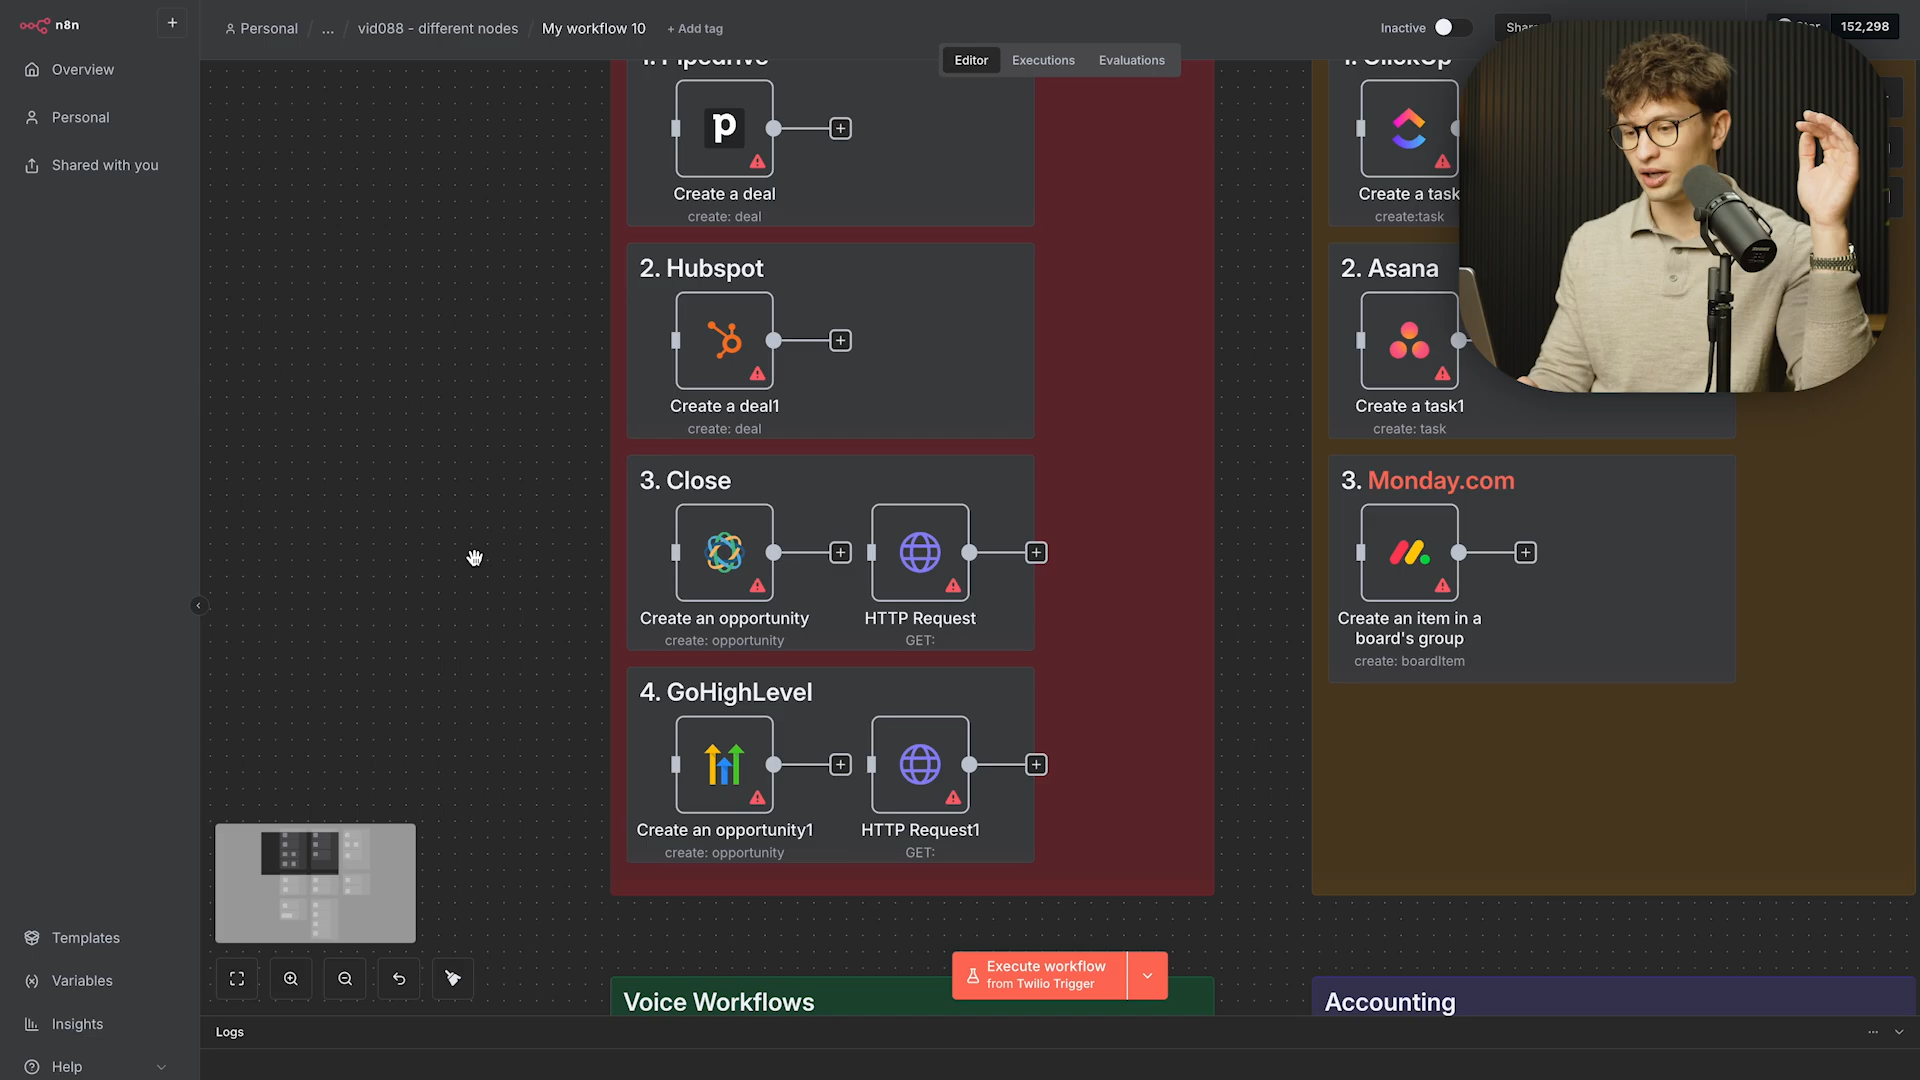 n8n
Personal / ... / vid088 - different nodes / My workflow 10 + Add tag
Inactive
152,298
Editor Executions Evaluations
Overview
Personal
Shared with you
Templates
Variables
Insights
Help
1. Pipedrive
Create a deal
create: deal
2. Hubspot
Create a deal1
create: deal
3. Close
Create an opportunity
create: opportunity
HTTP Request
GET:
4. GoHighLevel
Create an opportunity1
create: opportunity
HTTP Request1
GET:
1. ClickUp
Create a task
create:task
2. Asana
Create a task1
create: task
3. Monday.com
Create an item in a
board's group
create: boardItem
Execute workflow
from Twilio Trigger
Voice Workflows
Accounting
Logs